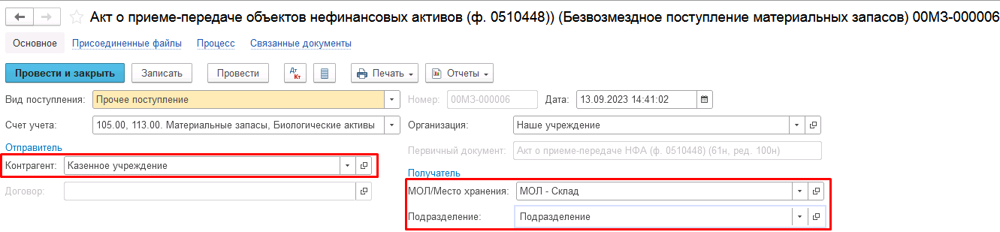 Акт о приеме-передаче объектов нефинансовых активов (ф. 0510448)) (Безвозмездное поступление материальных запасов) 00МЗ-000006
Основное Присоединенные файлы Процесс Связанные документы
Провести и закрыть Записать Провести Дт Кт Печать Отчеты
Вид поступления: Прочее поступление Номер: 00МЗ-000006 Дата: 13.09.2023 14:41:02
Счет учета: 105.00, 113.00. Материальные запасы, Биологические активы Организация: Наше учреждение
Отправитель Первичный документ: Акт о приеме-передаче НФА (ф. 0510448) (61н, ред. 100н)
Контрагент: Казенное учреждение Получатель
Договор: МОЛ/Место хранения: МОЛ - Склад
Подразделение: Подразделение